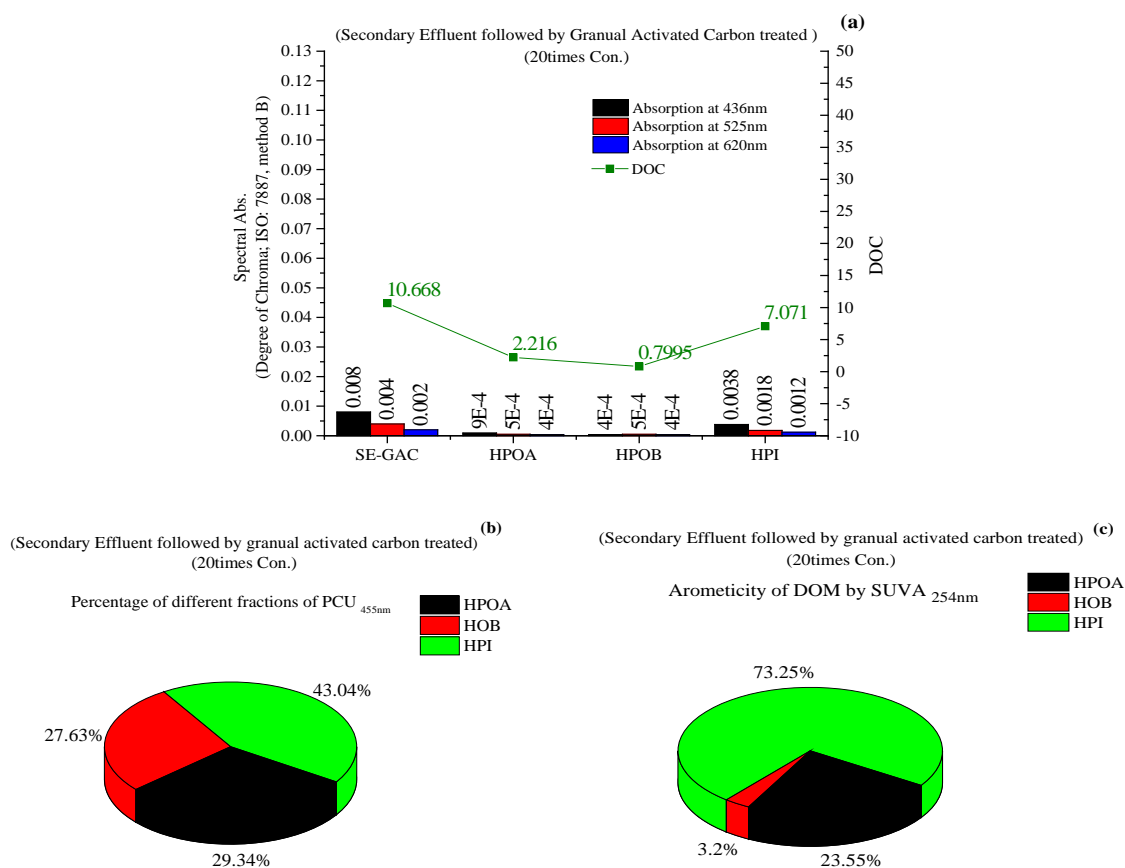 (a)
(Secondary Effluent followed by Granual Activated Carbon treated )
(20times Con.)
Spectral Abs.
(Degree of Chroma; ISO: 7887, method B)
0.13
0.12
0.11
0.10
0.09
0.08
0.07
0.06
0.05
0.04
0.03
0.02
0.01
0.00
Absorption at 436nm
Absorption at 525nm
Absorption at 620nm
DOC
10.668
2.216
0.7995
7.071
0.008
0.004
0.002
9E-4
5E-4
4E-4
4E-4
5E-4
4E-4
0.0038
0.0018
0.0012
SE-GAC
HPOA
HPOB
HPI
50
45
40
35
30
25
20
15
10
5
0
-5
-10
DOC
(b)
(Secondary Effluent followed by granual activated carbon treated)
(20times Con.)
Percentage of different fractions of PCU 455nm
HPOA
HOB
HPI
43.04%
27.63%
29.34%
(c)
(Secondary Effluent followed by granual activated carbon treated)
(20times Con.)
Arometicity of DOM by SUVA 254nm
HPOA
HOB
HPI
73.25%
3.2%
23.55%